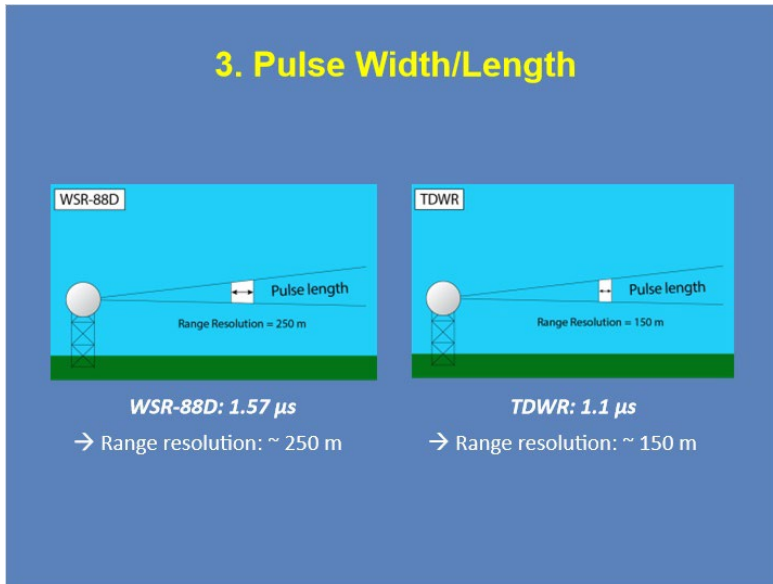 3. Pulse Width/Length
WSR-88D
Pulse length
Range Resolution = 250 m
TDWR
Pulse length
Range Resolution = 150 m
WSR-88D: 1.57 μs
→ Range resolution: ~ 250 m
TDWR: 1.1 μs
→ Range resolution: ~ 150 m